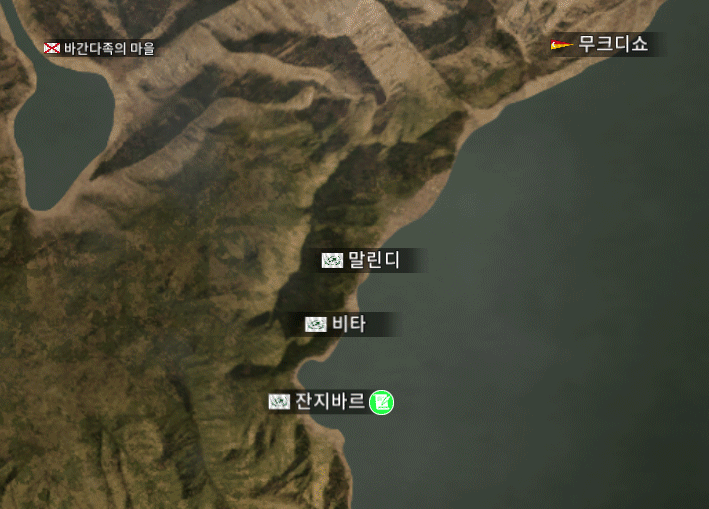 바간다족의 마을
무크디쇼
말린디
비타
잔지바르